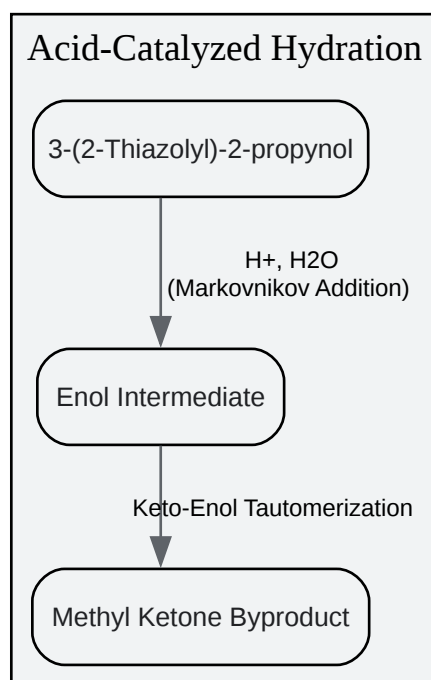 Acid-Catalyzed Hydration
3-(2-Thiazolyl)-2-propynol
H+, H2O
(Markovnikov Addition)
Enol Intermediate
Keto-Enol Tautomerization
Methyl Ketone Byproduct